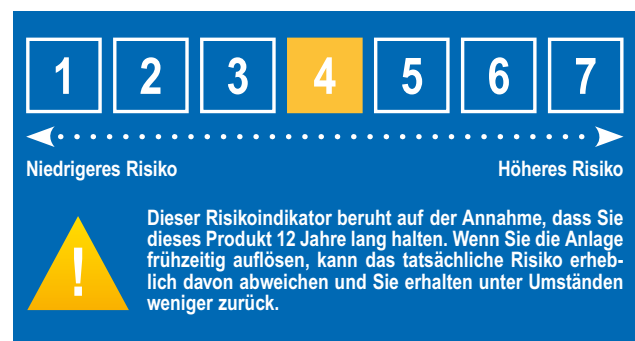 1 2 3 4 5 6 7
Niedrigeres Risiko Höheres Risiko
!
Dieser Risikoindikator beruht auf der Annahme, dass Sie
dieses Produkt 12 Jahre lang halten. Wenn Sie die Anlage
frühzeitig auflösen, kann das tatsächliche Risiko erheb-
lich davon abweichen und Sie erhalten unter Umständen
weniger zurück.